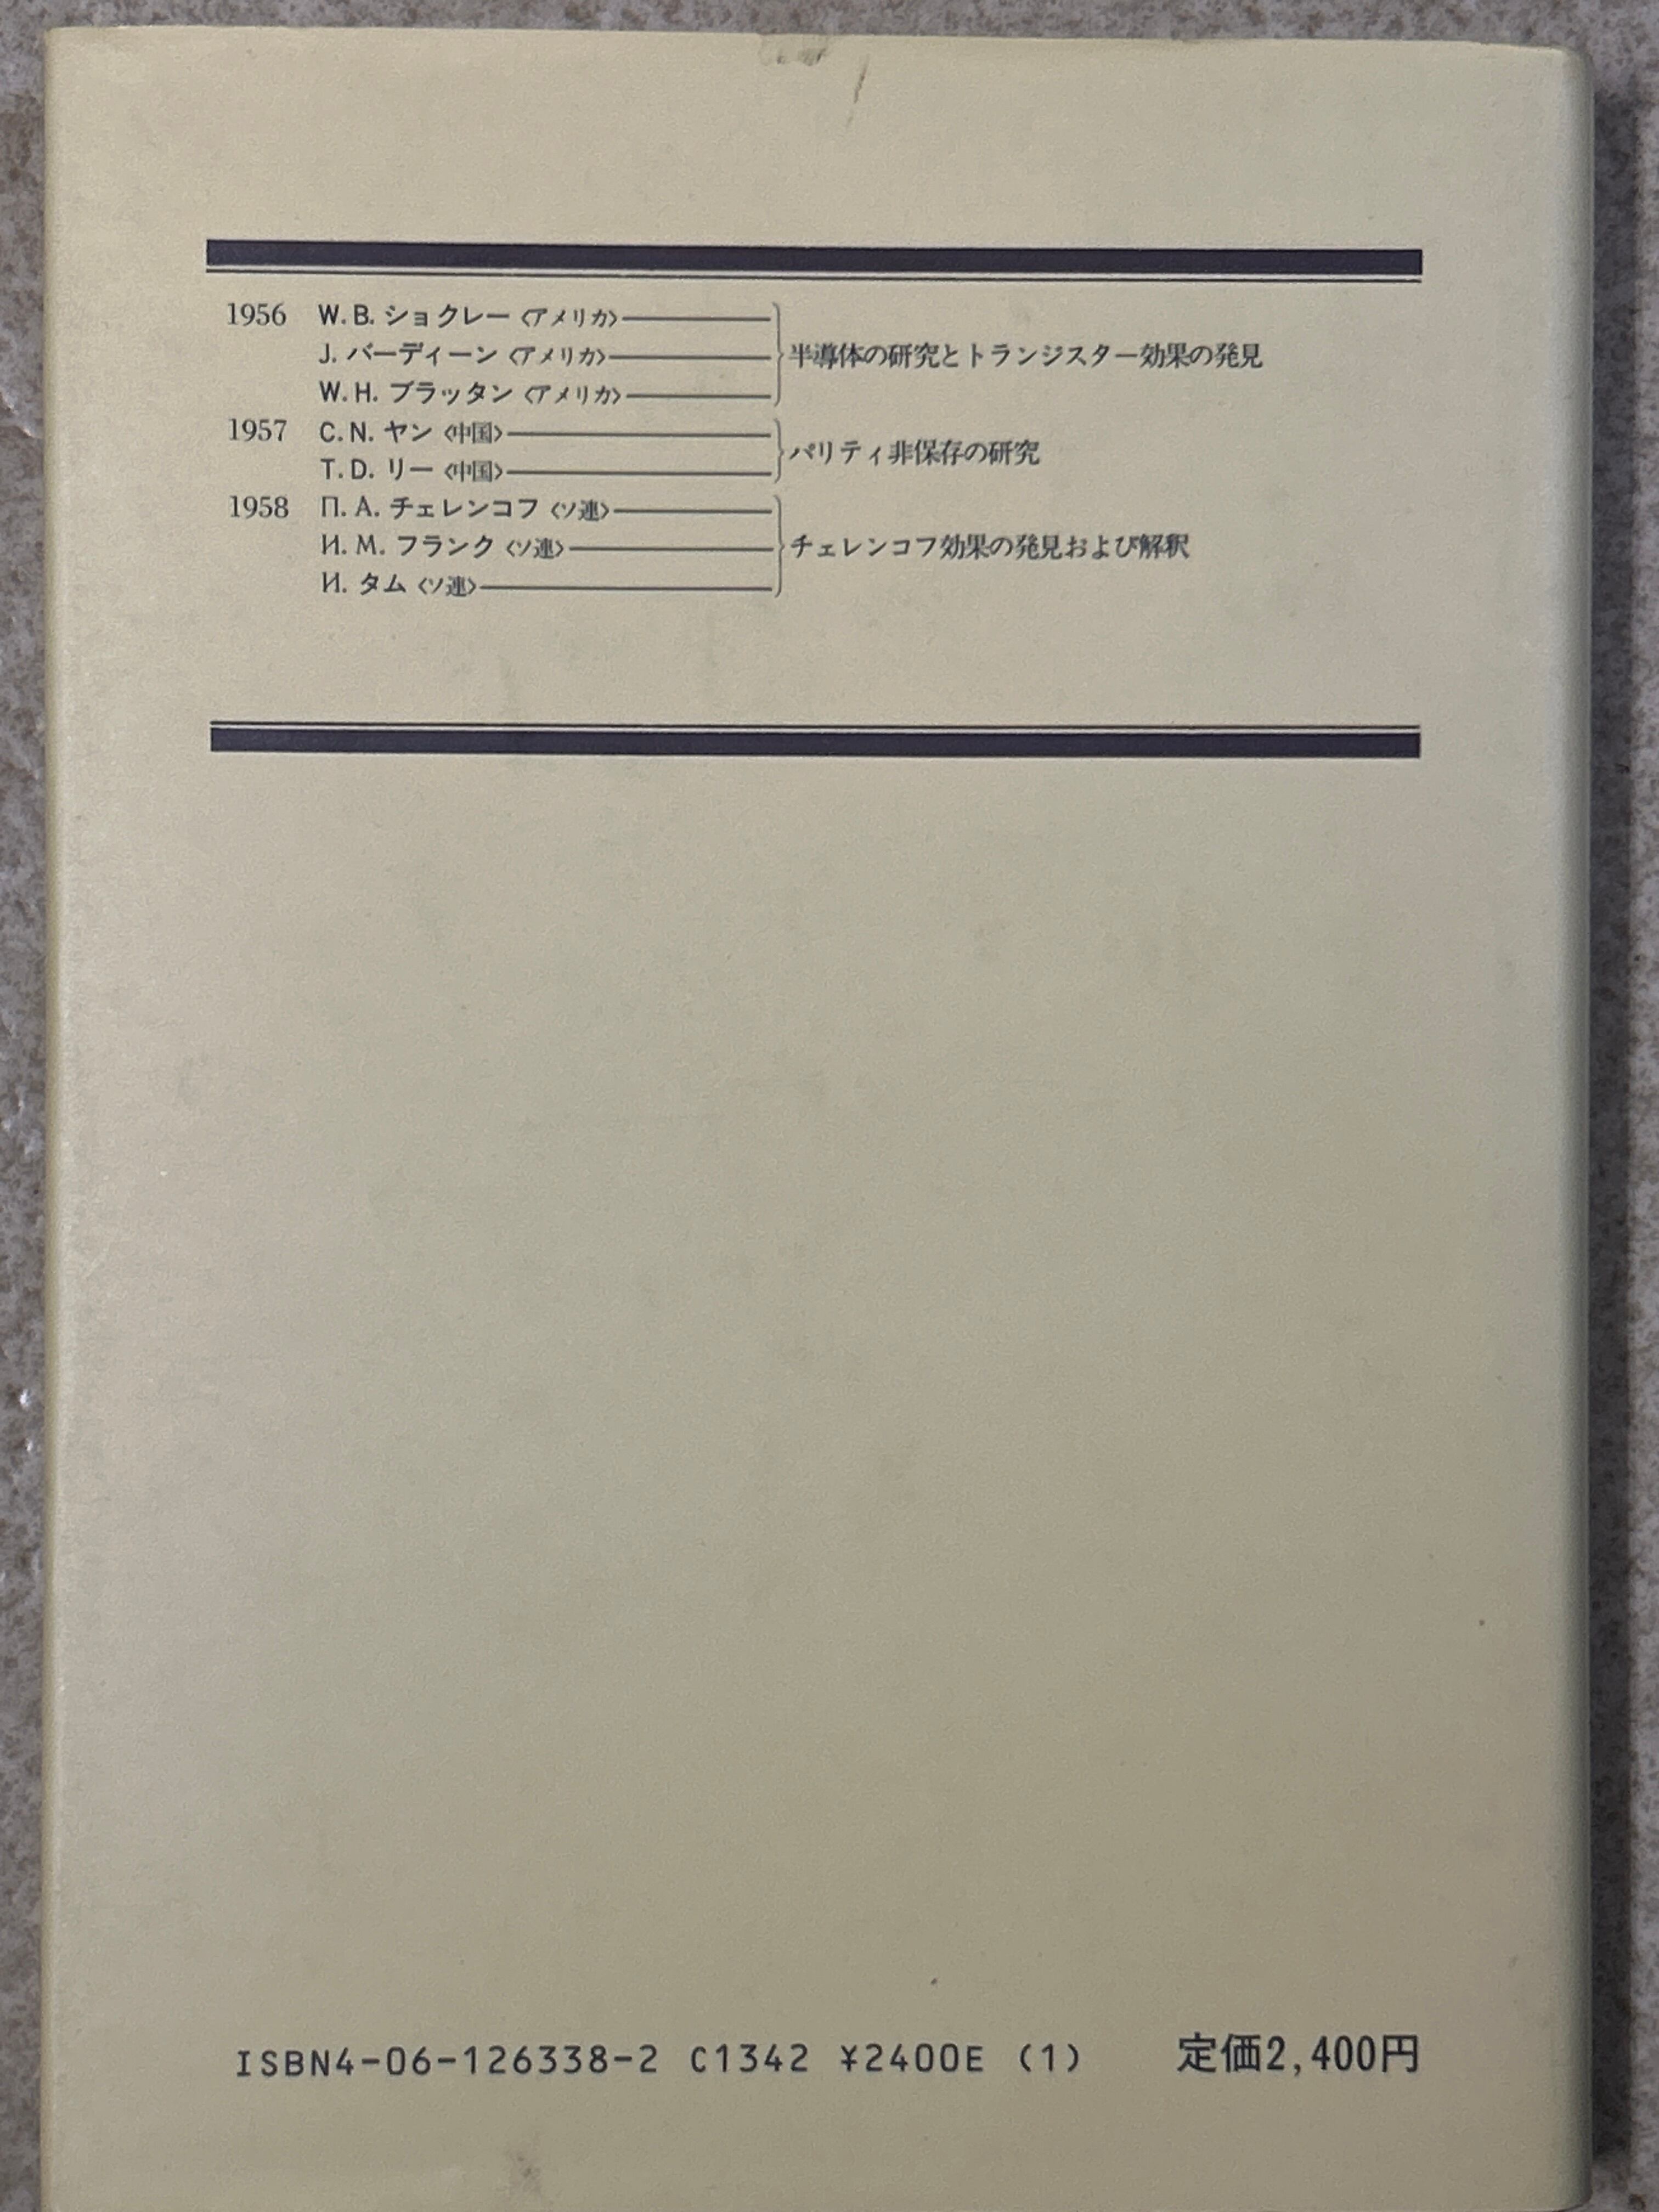 1956 W. B. ショクレー〈アメリカ〉
J. バーディーン〈アメリカ〉
半導体の研究とトランジスター効果の発見
W. H. ブラッタン〈アメリカ〉
1957 C. N. ヤン〈中国〉
パリティ非保存の研究
T. D. リー〈中国〉
1958 П. А. チェレンコフ〈ソ連〉
И. М. フランク〈ソ連〉
チェレンコフ効果の発見および解釈
И. タム〈ソ連〉
ISBN4-06-126338-2 C1342 ¥2400E (1) 定価2,400円